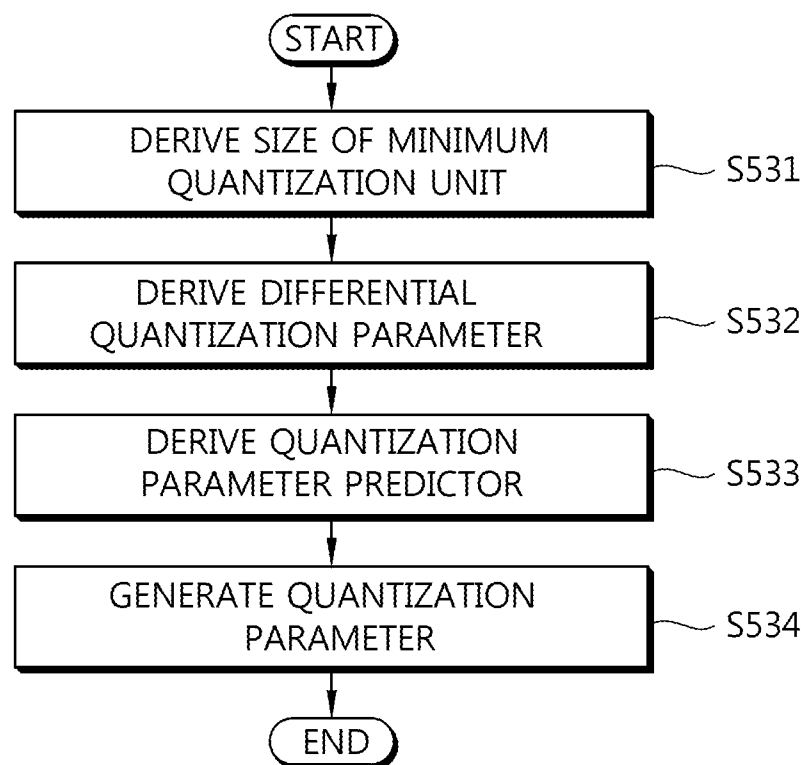 START
DERIVE SIZE OF MINIMUM
QUANTIZATION UNIT
S531
DERIVE DIFFERENTIAL
QUANTIZATION PARAMETER
S532
DERIVE QUANTIZATION
PARAMETER PREDICTOR
S533
GENERATE QUANTIZATION
PARAMETER
S534
END